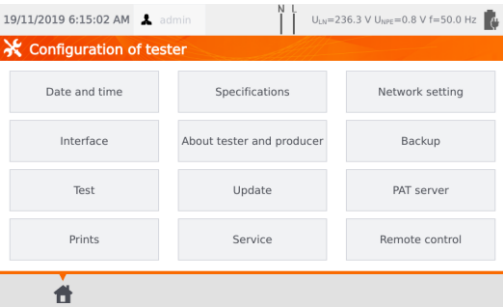 19/11/2019 6:15:02 AM admin N L U_LN=236.3 V U_NPE=0.8 V f=50.0 Hz
Configuration of tester
Date and time Specifications Network setting
Interface About tester and producer Backup
Test Update PAT server
Prints Service Remote control